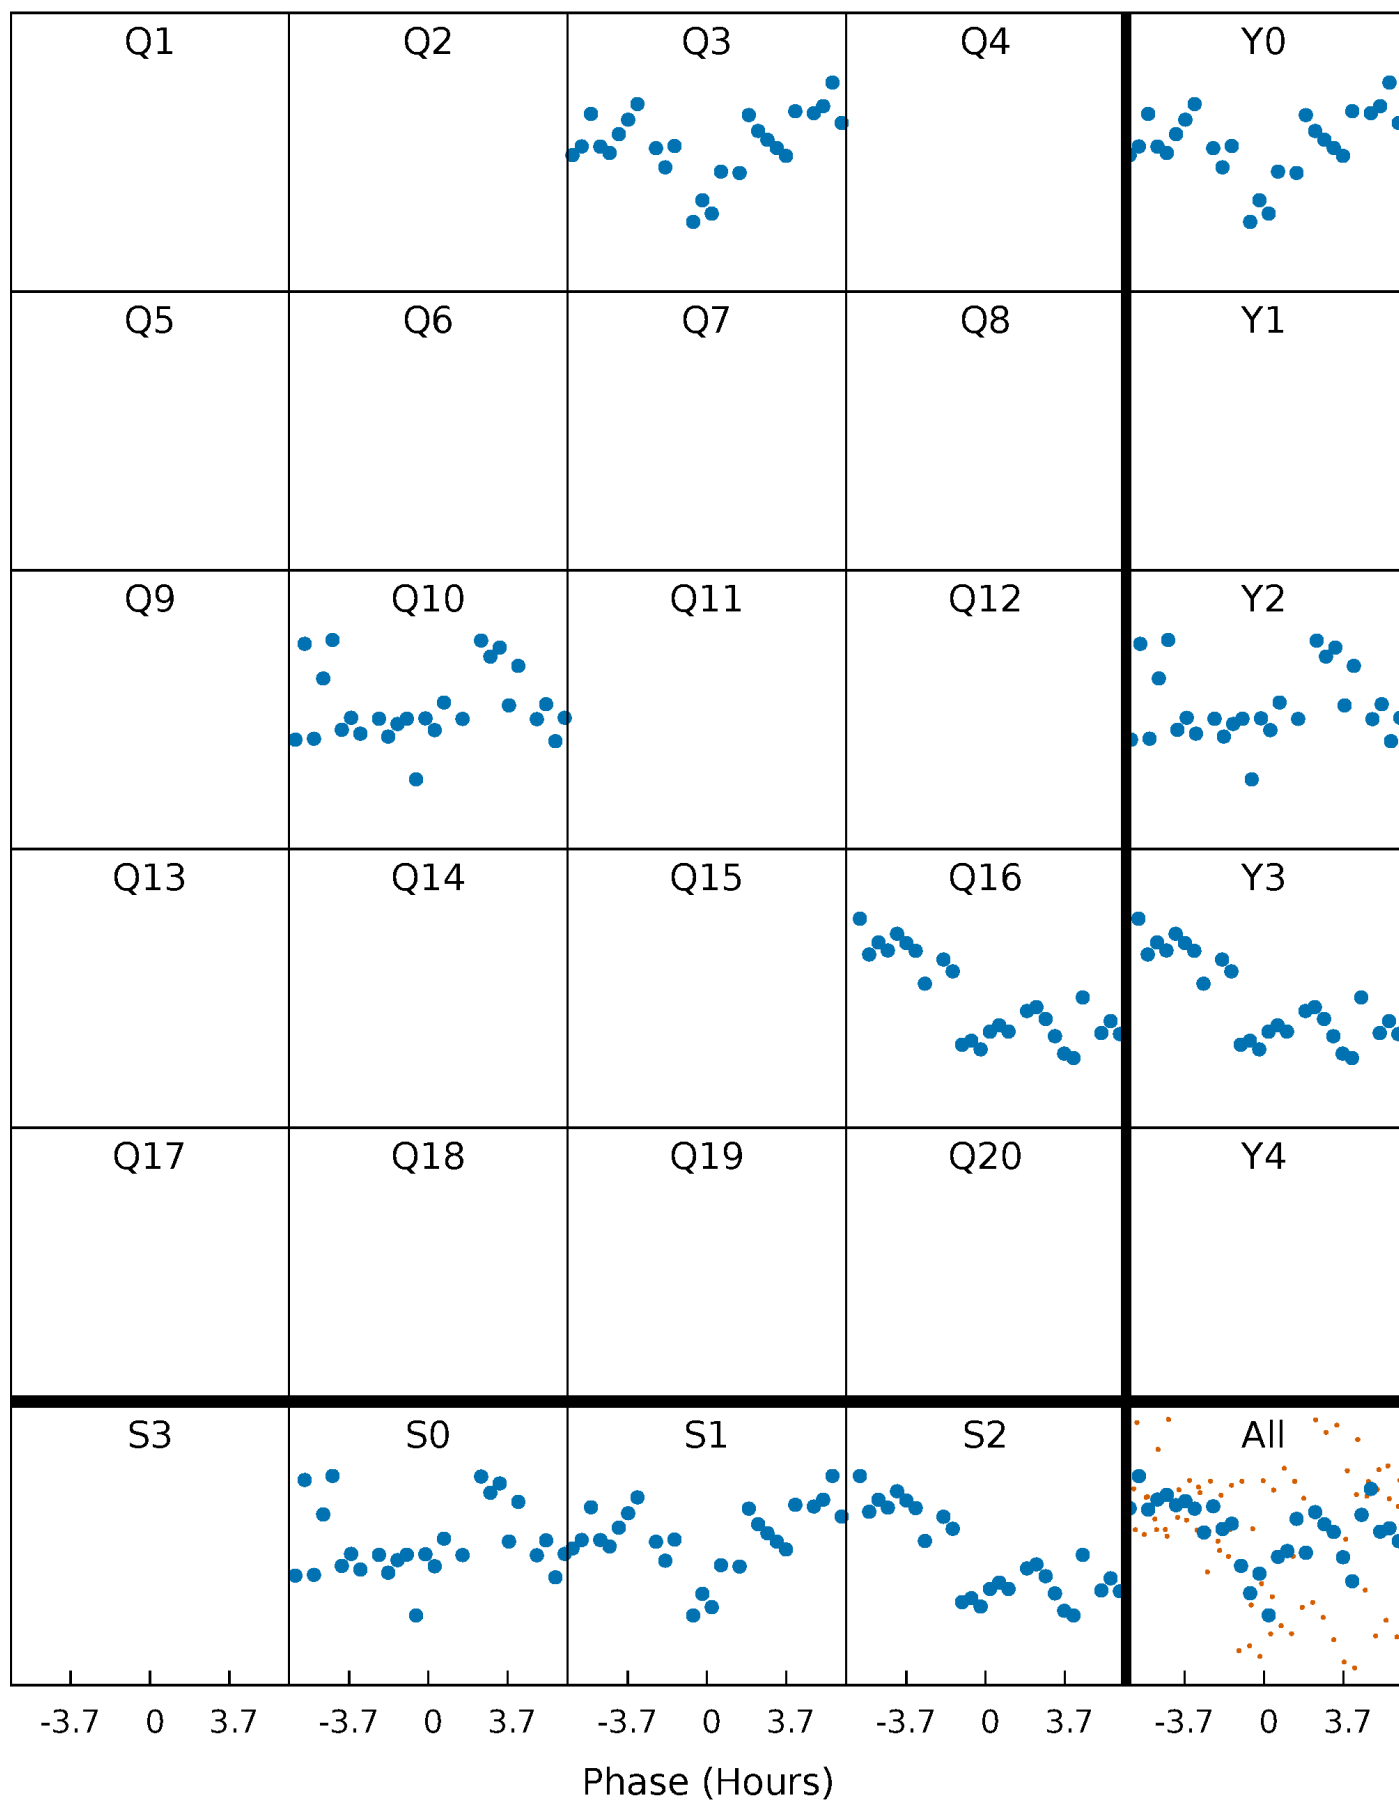 Q1 Q2 Q3 Q4 Y0
Q5 Q6 Q7 Q8 Y1
Q9 Q10 Q11 Q12 Y2
Q13 Q14 Q15 Q16 Y3
Q17 Q18 Q19 Q20 Y4
S3 S0 S1 S2 All
-3.7 0 3.7 -3.7 0 3.7 -3.7 0 3.7 -3.7 0 3.7 -3.7 0 3.7
Phase (Hours)